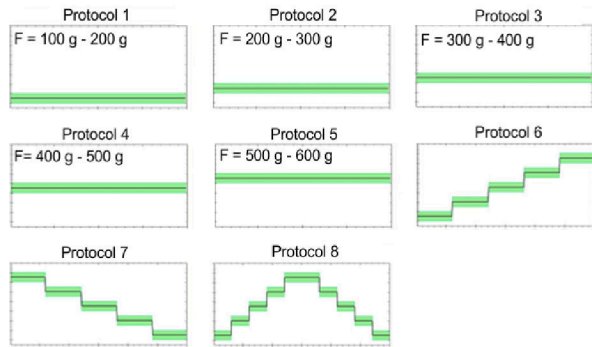 Protocol 1
F = 100 g - 200 g
Protocol 2
F = 200 g - 300 g
Protocol 3
F = 300 g - 400 g
Protocol 4
F= 400 g - 500 g
Protocol 5
F = 500 g - 600 g
Protocol 6
Protocol 7
Protocol 8